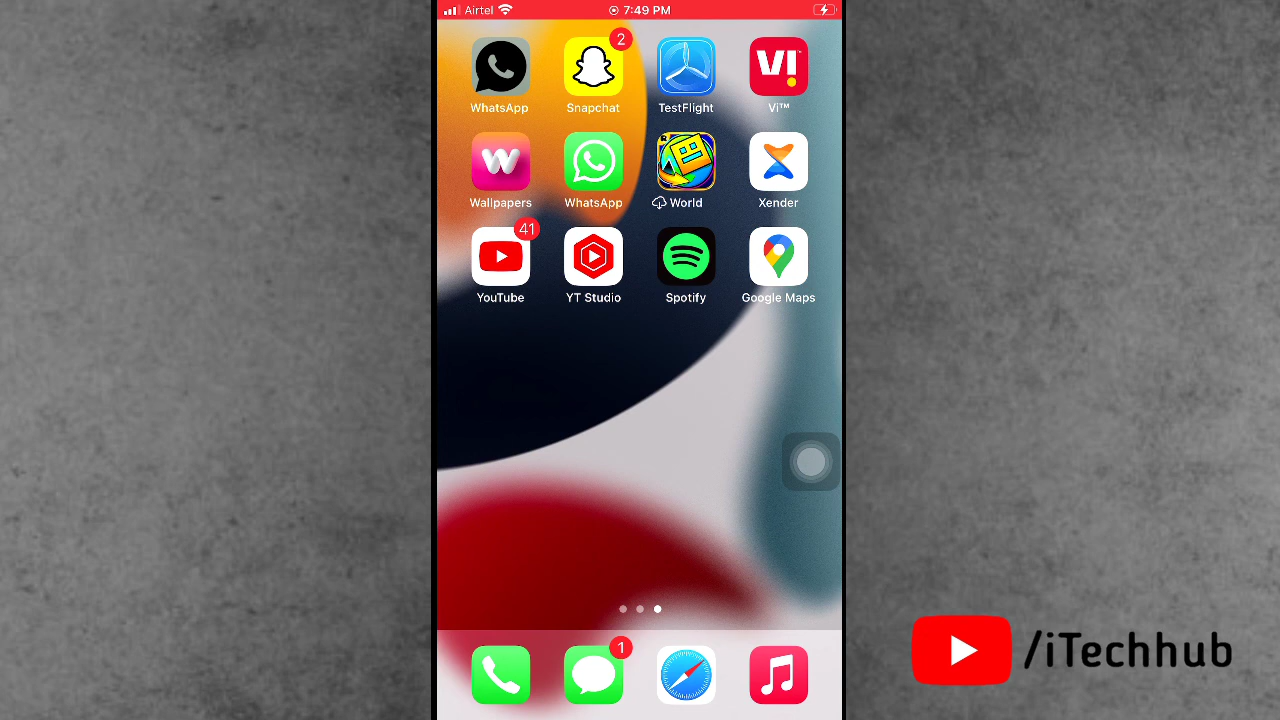 Airtel 7:49 PM
2
WhatsApp Snapchat TestFlight Vi™
Wallpapers WhatsApp World Xender
41
YouTube YT Studio Spotify Google Maps
1
/iTechhub